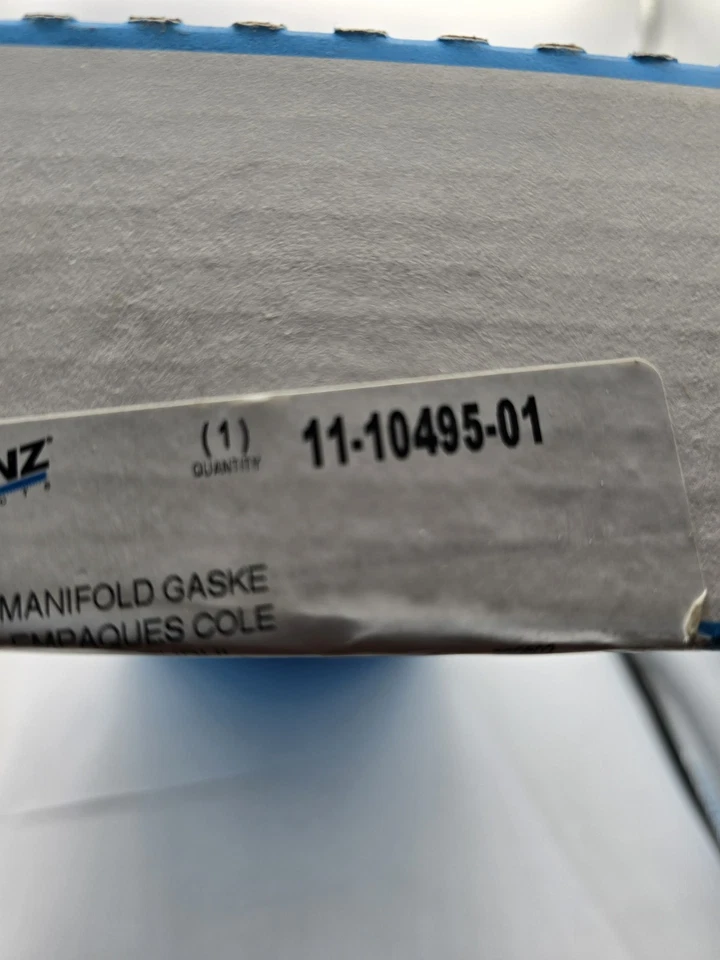 NZ
(1) 11-10495-01
QUANTITY
MANIFOLD GASKE
EMPAQUES COLE